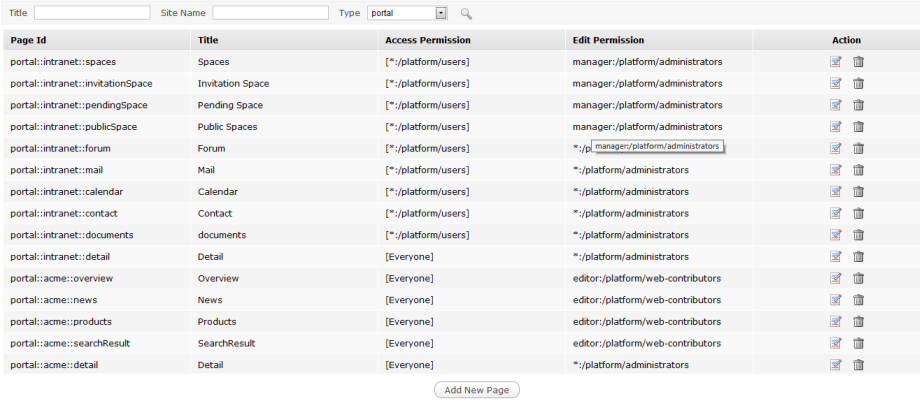 Title Site Name Type portal
Page Id Title Access Permission Edit Permission Action
portal::intranet::spaces Spaces [*:/platform/users] manager:/platform/administrators
portal::intranet::invitationSpace Invitation Space [*:/platform/users] manager:/platform/administrators
portal::intranet::pendingSpace Pending Space [*:/platform/users] manager:/platform/administrators
portal::intranet::publicSpace Public Spaces [*:/platform/users] manager:/platform/administrators
portal::intranet::forum Forum [*:/platform/users] *:/p manager:/platform/administrators
portal::intranet::mail Mail [*:/platform/users] *:/platform/administrators
portal::intranet::calendar Calendar [*:/platform/users] *:/platform/administrators
portal::intranet::contact Contact [*:/platform/users] *:/platform/administrators
portal::intranet::documents documents [*:/platform/users] *:/platform/administrators
portal::intranet::detail Detail [Everyone] *:/platform/administrators
portal::acme::overview Overview [Everyone] editor:/platform/web-contributors
portal::acme::news News [Everyone] editor:/platform/web-contributors
portal::acme::products Products [Everyone] editor:/platform/web-contributors
portal::acme::searchResult SearchResult [Everyone] editor:/platform/web-contributors
portal::acme::detail Detail [Everyone] *:/platform/administrators
Add New Page